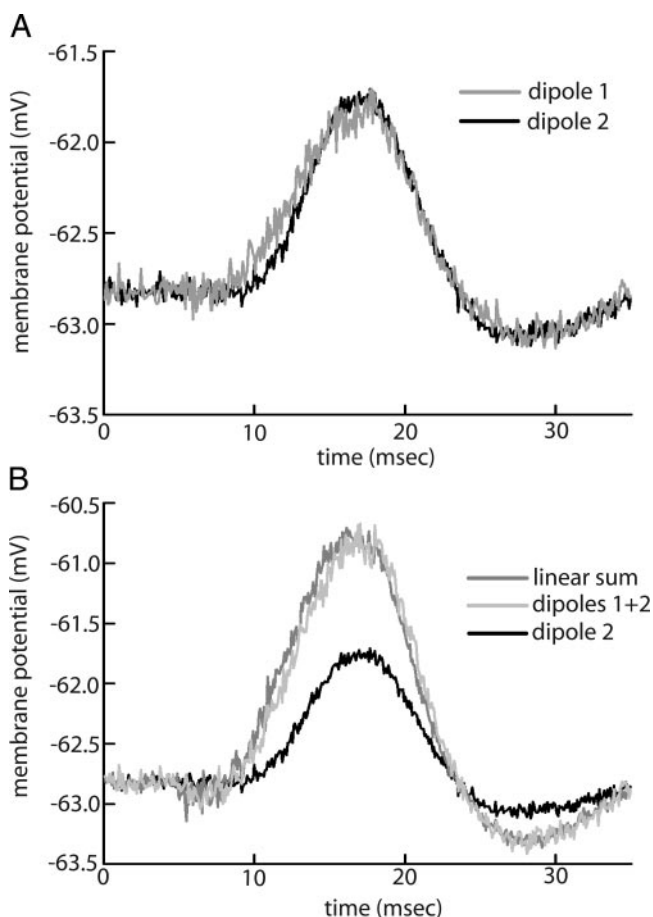 A
-61.5
-62.0
-62.5
-63.0
-63.5
membrane potential (mV)
dipole 1
dipole 2
0
10
20
30
time (msec)
B
-60.5
-61.0
-61.5
-62.0
-62.5
-63.0
-63.5
membrane potential (mV)
linear sum
dipoles 1+2
dipole 2
0
10
20
30
time (msec)